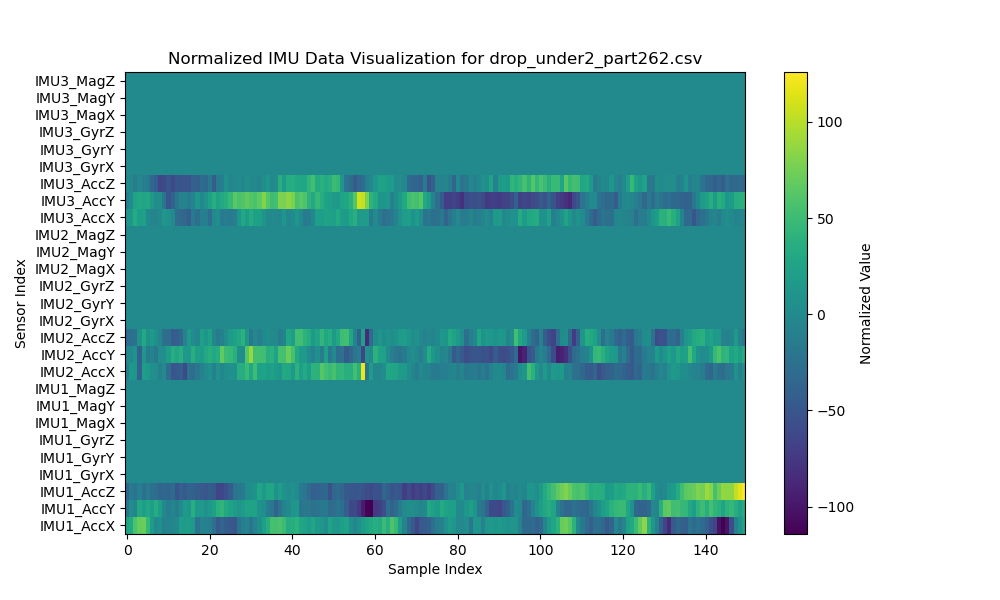 Normalized IMU Data Visualization for drop_under2_part262.csv
IMU3_MagZ
IMU3_MagY
IMU3_MagX
IMU3_GyrZ
IMU3_GyrY
IMU3_GyrX
IMU3_AccZ
IMU3_AccY
IMU3_AccX
IMU2_MagZ
IMU2_MagY
IMU2_MagX
IMU2_GyrZ
IMU2_GyrY
IMU2_GyrX
IMU2_AccZ
IMU2_AccY
IMU2_AccX
IMU1_MagZ
IMU1_MagY
IMU1_MagX
IMU1_GyrZ
IMU1_GyrY
IMU1_GyrX
IMU1_AccZ
IMU1_AccY
IMU1_AccX
Sensor Index
0 20 40 60 80 100 120 140
Sample Index
100
50
0
−50
−100
Normalized Value